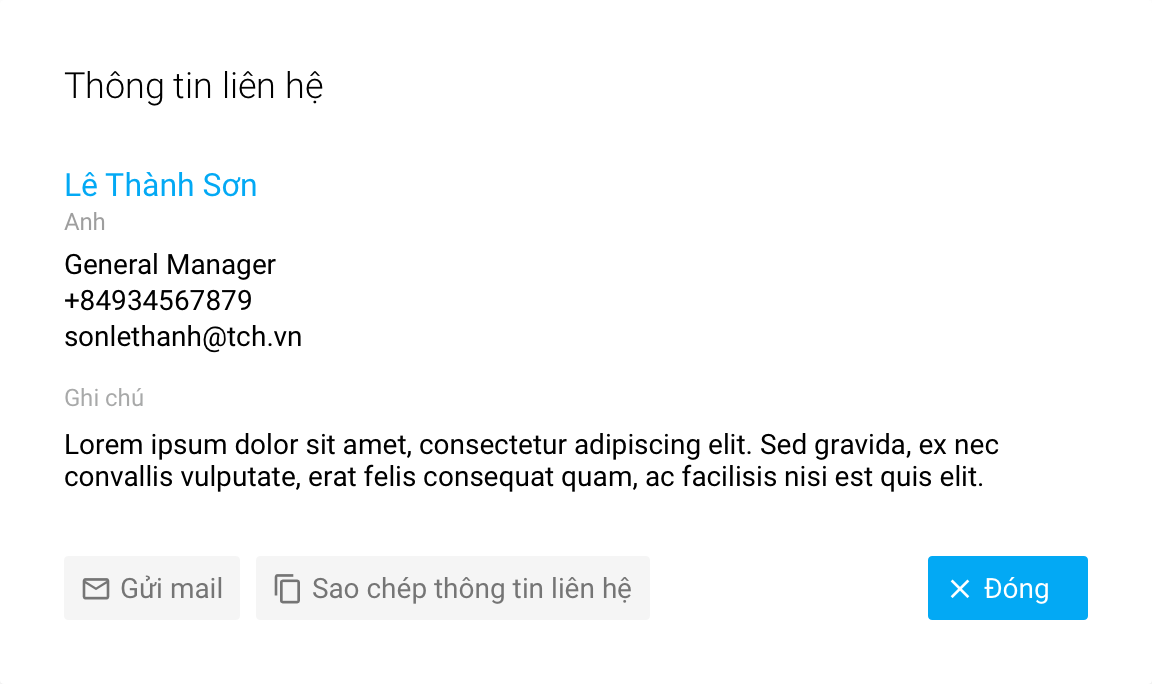 Thông tin liên hệ
Lê Thành Sơn
Anh
General Manager
+84934567879
sonlethanh@tch.vn
Ghi chú
Lorem ipsum dolor sit amet, consectetur adipiscing elit. Sed gravida, ex nec
convallis vulputate, erat felis consequat quam, ac facilisis nisi est quis elit.
Gửi mail
Sao chép thông tin liên hệ
Đóng